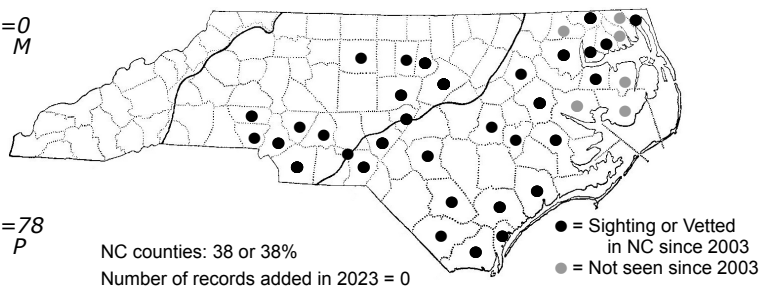 =0
M
=78
P
NC counties: 38 or 38%
Number of records added in 2023 = 0
= Sighting or Vetted
in NC since 2003
= Not seen since 2003